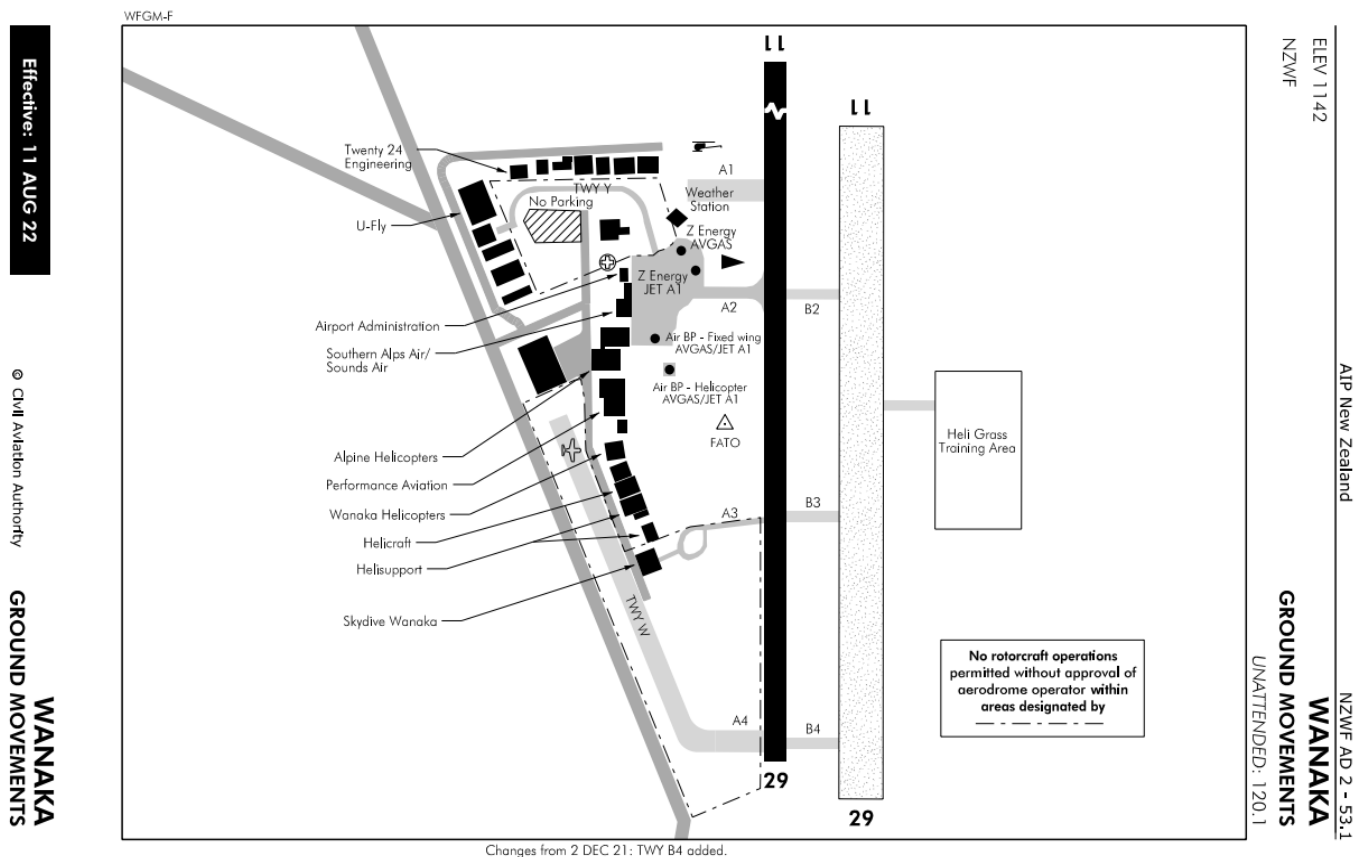 WFGM-F
Effective: 11 AUG 22
© Civil Aviation Authority
WANAKA
GROUND MOVEMENTS
ELEV 1142
NZWF
AIP New Zealand
NZWF AD 2 - 53.1
WANAKA
GROUND MOVEMENTS
UNATTENDED: 120.1
11
11
Twenty 24
Engineering
U-Fly
TWY Y
No Parking
A1
Weather
Station
Z Energy
AVGAS
Z Energy
JET A1
A2
B2
Airport Administration
Southern Alps Air/
Sounds Air
Air BP - Fixed wing
AVGAS/JET A1
Air BP - Helicopter
AVGAS/JET A1
FATO
Heli Grass
Training Area
Alpine Helicopters
Performance Aviation
Wanaka Helicopters
Helicraft
Helisupport
Skydive Wanaka
A3
B3
TWY W
A4
B4
No rotorcraft operations
permitted without approval of
aerodrome operator within
areas designated by
29
29
Changes from 2 DEC 21: TWY B4 added.